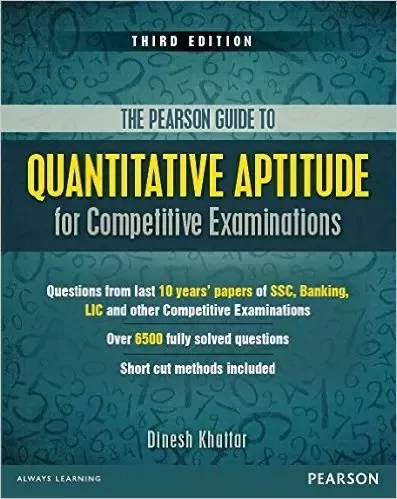 THIRD EDITION
THE PEARSON GUIDE TO
QUANTITATIVE APTITUDE
for Competitive Examinations
Questions from last 10 years' papers of SSC, Banking,
LIC and other Competitive Examinations
Over 6500 fully solved questions
Short cut methods included
Dinesh Khattar
ALWAYS LEARNING
PEARSON